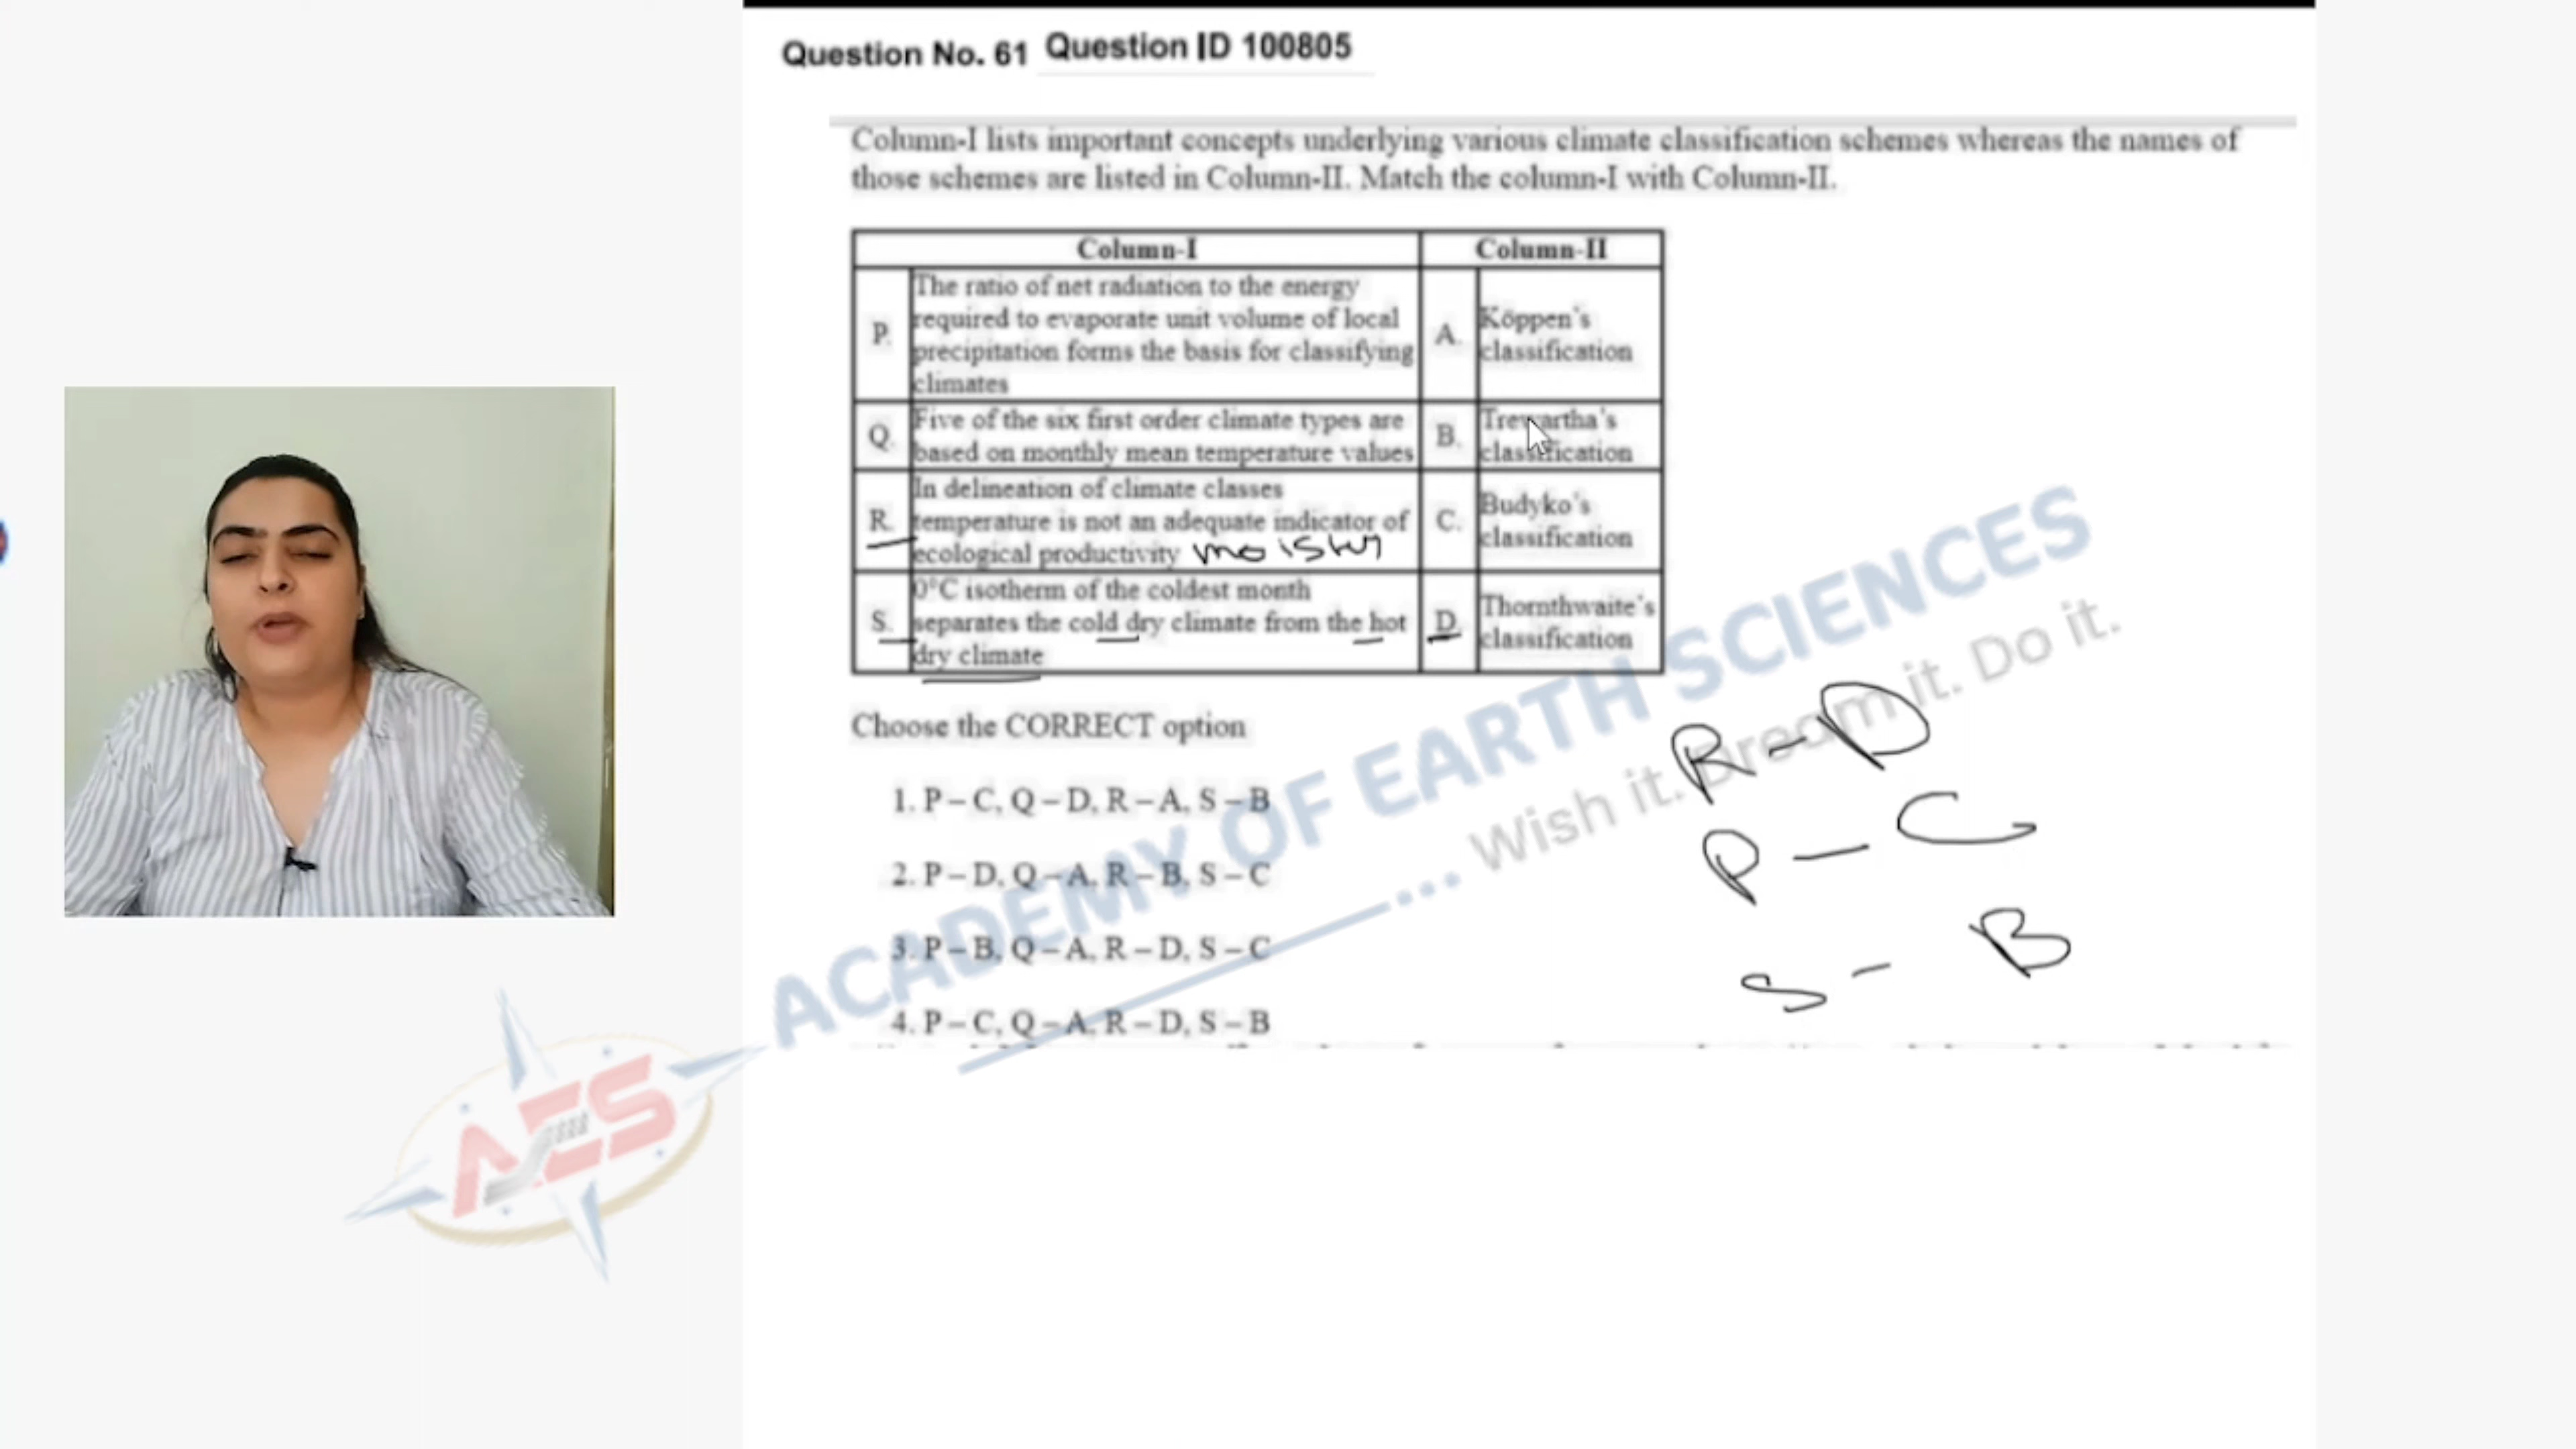 Question No. 61 Question ID 100805
Column-I lists important concepts underlying various climate classification schemes whereas the names of
those schemes are listed in Column-II. Match the column-I with Column-II.
Column-I Column-II
P. The ratio of net radiation to the energy
required to evaporate unit volume of local
precipitation forms the basis for classifying
climates
A. Köppen's
classification
Q. Five of the six first order climate types are
based on monthly mean temperature values
B. Trewartha's
classification
R. In delineation of climate classes
temperature is not an adequate indicator of
ecological productivity
C. Budyko's
classification
S. 0°C isotherm of the coldest month
separates the cold dry climate from the hot
dry climate
D. Thornthwaite's
classification
Choose the CORRECT option
1. P – C, Q – D, R – A, S – B
2. P – D, Q – A, R – B, S – C
3. P – B, Q – A, R – D, S – C
4. P – C, Q – A, R – D, S – B
R - D
P - C
S - B
ACADEMY OF EARTH SCIENCES
... Wish it. Dream it. Do it.
AES